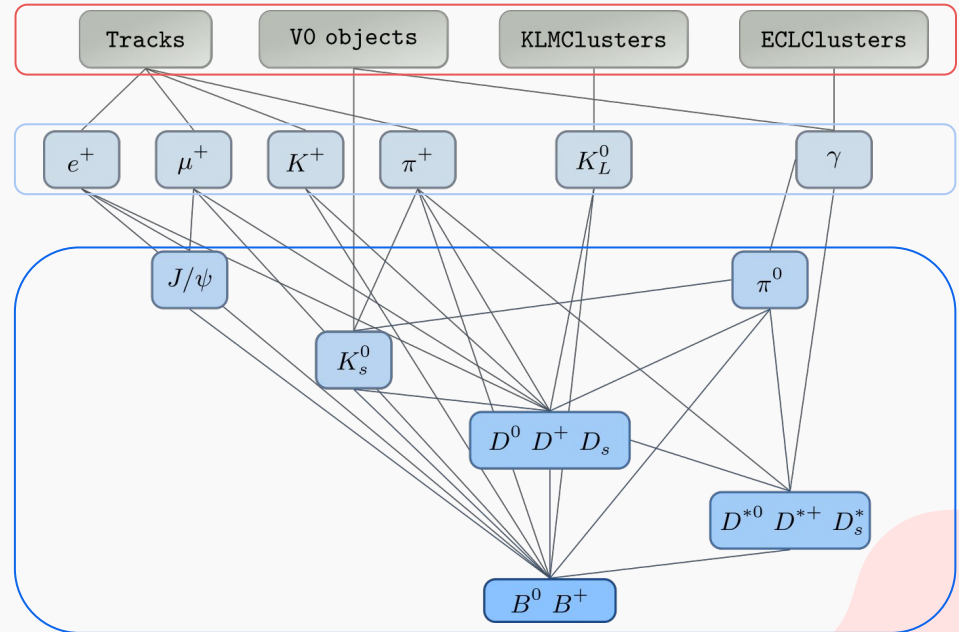 Tracks V0 objects KLMClusters ECLClusters
e⁺ μ⁺ K⁺ π⁺ K⁰_L γ
J/ψ π⁰
K⁰_s
D⁰ D⁺ D_s
D*⁰ D*⁺ D*_s
B⁰ B⁺